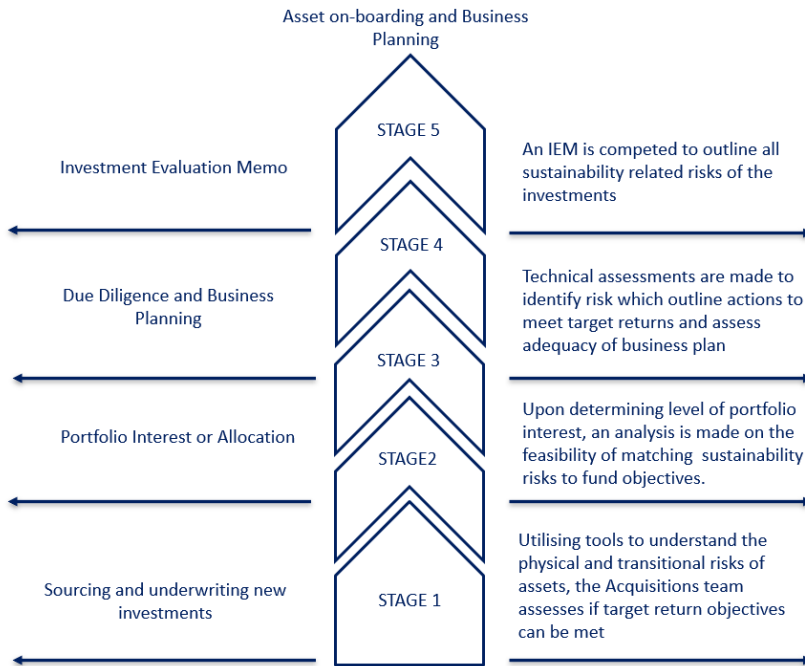 Asset on-boarding and Business
Planning
STAGE 5
Investment Evaluation Memo
An IEM is competed to outline all
sustainability related risks of the
investments
STAGE 4
Due Diligence and Business
Planning
Technical assessments are made to
identify risk which outline actions to
meet target returns and assess
adequacy of business plan
STAGE 3
Portfolio Interest or Allocation
Upon determining level of portfolio
interest, an analysis is made on the
feasibility of matching sustainability
risks to fund objectives.
STAGE2
Sourcing and underwriting new
investments
Utilising tools to understand the
physical and transitional risks of
assets, the Acquisitions team
assesses if target return objectives
can be met
STAGE 1